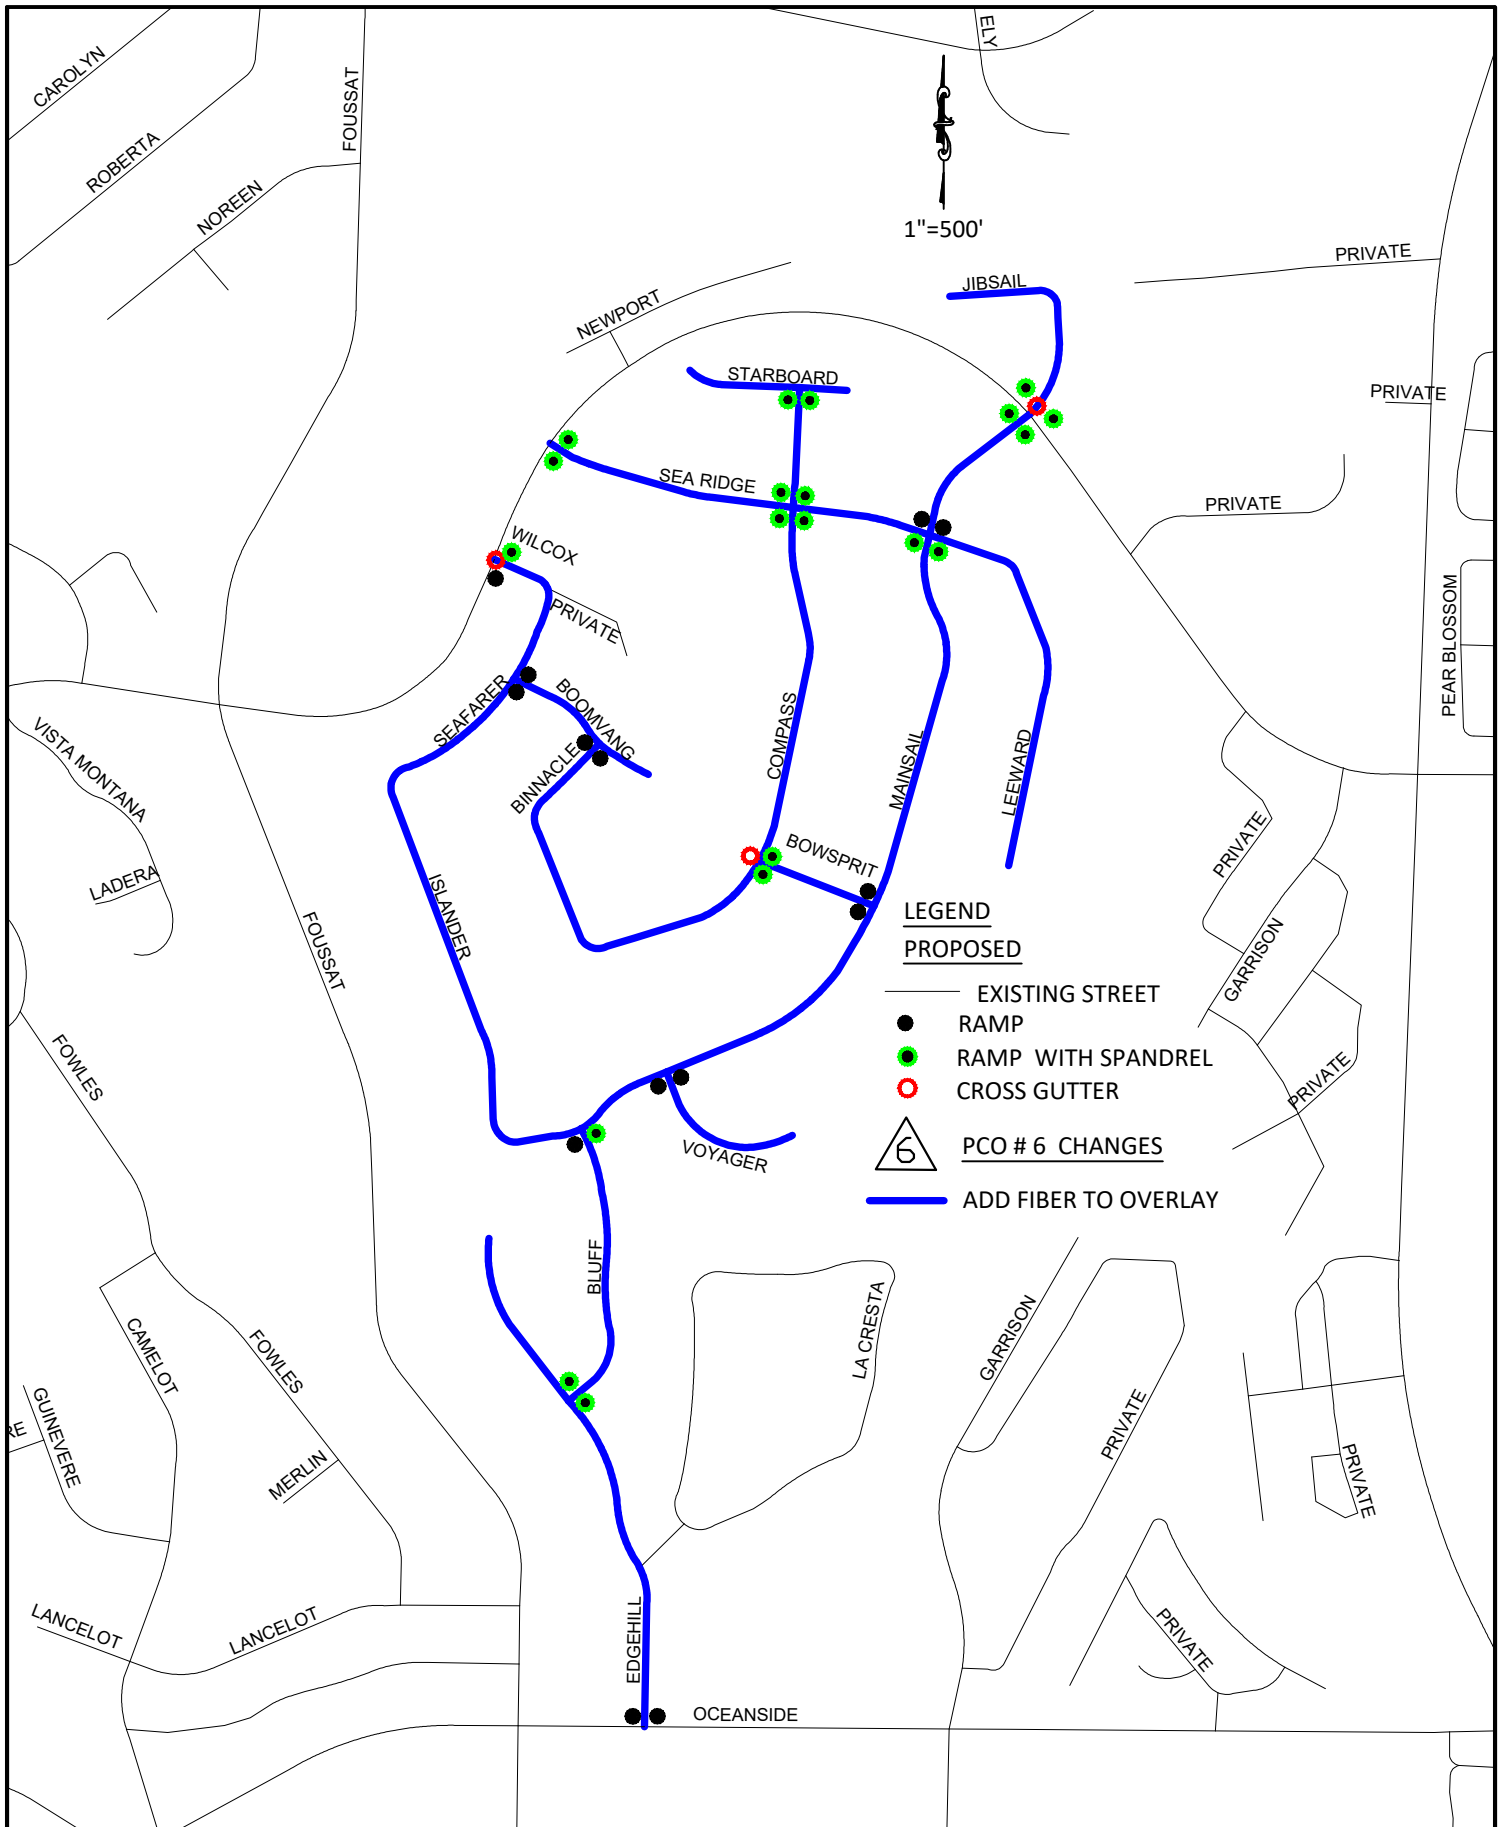 CAROLYN
ROBERTA
NOREEN
FOUSSAT
ELY
1"=500'
PRIVATE
JIBSAIL
NEWPORT
STARBOARD
PRIVATE
SEA RIDGE
PRIVATE
WILCOX
PRIVATE
PEAR BLOSSOM
SEAFARER
BOOMVANG
BINNACLE
COMPASS
MAINSAIL
LEEWARD
VISTA MONTANA
LADERA
ISLANDER
FOUSSAT
BOWSPRIT
PRIVATE
GARRISON
PRIVATE
LEGEND
PROPOSED
EXISTING STREET
RAMP
RAMP WITH SPANDREL
CROSS GUTTER
6 PCO # 6 CHANGES
ADD FIBER TO OVERLAY
FOWLES
VOYAGER
BLUFF
LA CRESTA
GARRISON
CAMELOT
FOWLES
GUINEVERE
RE
MERLIN
PRIVATE
PRIVATE
LANCELOT
LANCELOT
EDGEHILL
PRIVATE
OCEANSIDE